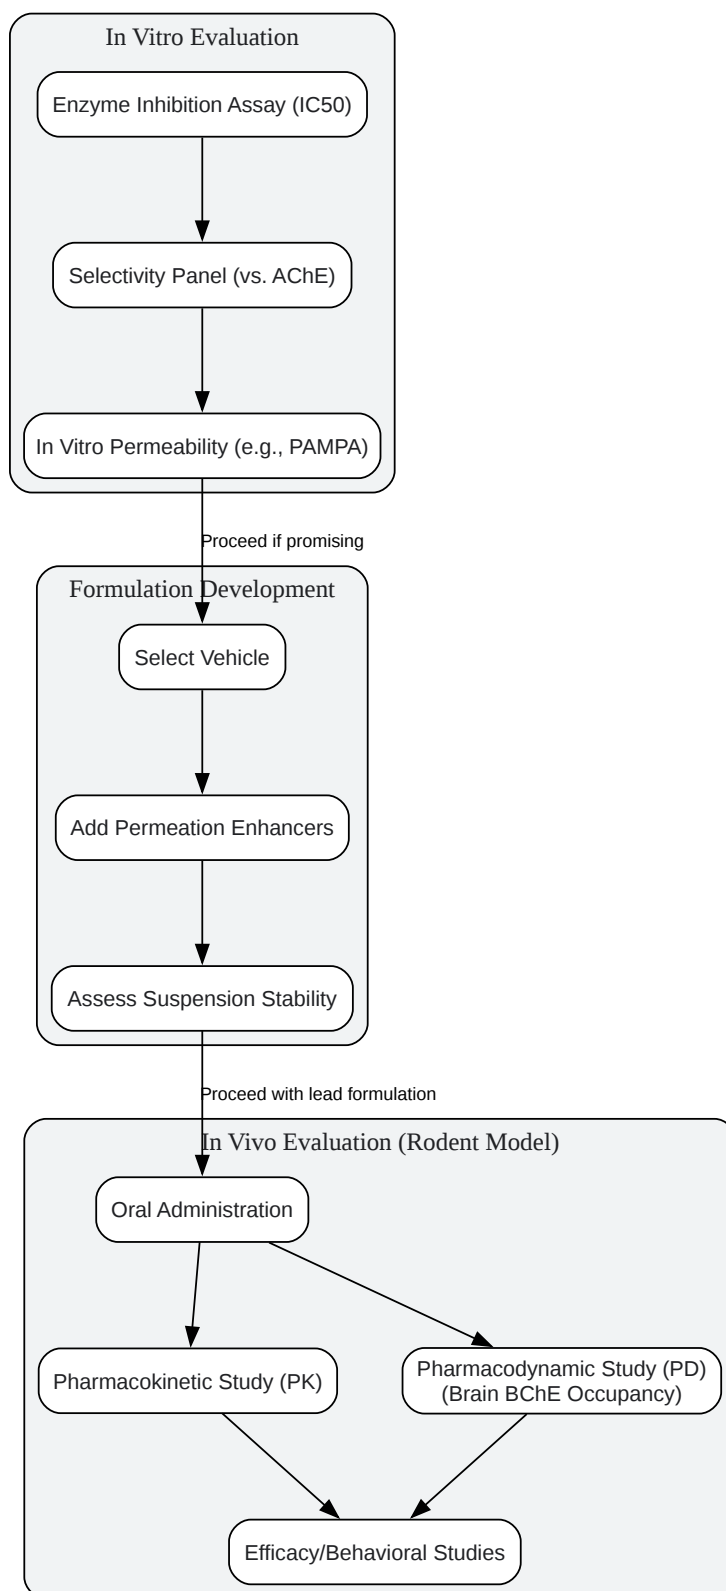 In Vitro Evaluation
Enzyme Inhibition Assay (IC50)
Selectivity Panel (vs. AChE)
In Vitro Permeability (e.g., PAMPA)
Proceed if promising
Formulation Development
Select Vehicle
Add Permeation Enhancers
Assess Suspension Stability
Proceed with lead formulation
In Vivo Evaluation (Rodent Model)
Oral Administration
Pharmacokinetic Study (PK)
Pharmacodynamic Study (PD)
(Brain BChE Occupancy)
Efficacy/Behavioral Studies